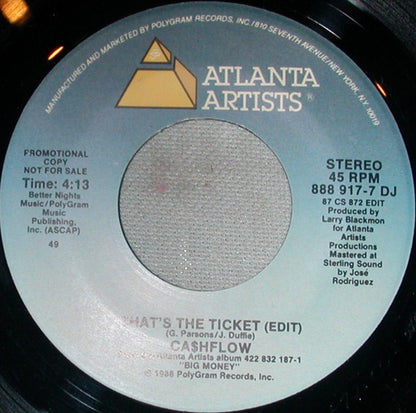 MANUFACTURED AND MARKETED BY POLYGRAM RECORDS, INC./810 SEVENTH AVENUE/NEW YORK, N.Y. 10019
ATLANTA
ARTISTS®
PROMOTIONAL
COPY
NOT FOR SALE
Time: 4:13
Better Nights
Music/PolyGram
Music
Publishing,
Inc. (ASCAP)
49
STEREO
45 RPM
888 917-7 DJ
87 CS 872 EDIT
Produced by
Larry Blackmon
for Atlanta
Artists
Productions
Mastered at
Sterling Sound
by José
Rodriguez
HAT'S THE TICKET (EDIT)
(G. Parsons/J. Duffie)
CA$HFLOW
Atlanta Artists album 422 832 187-1
"BIG MONEY"
PolyGram Records, Inc.